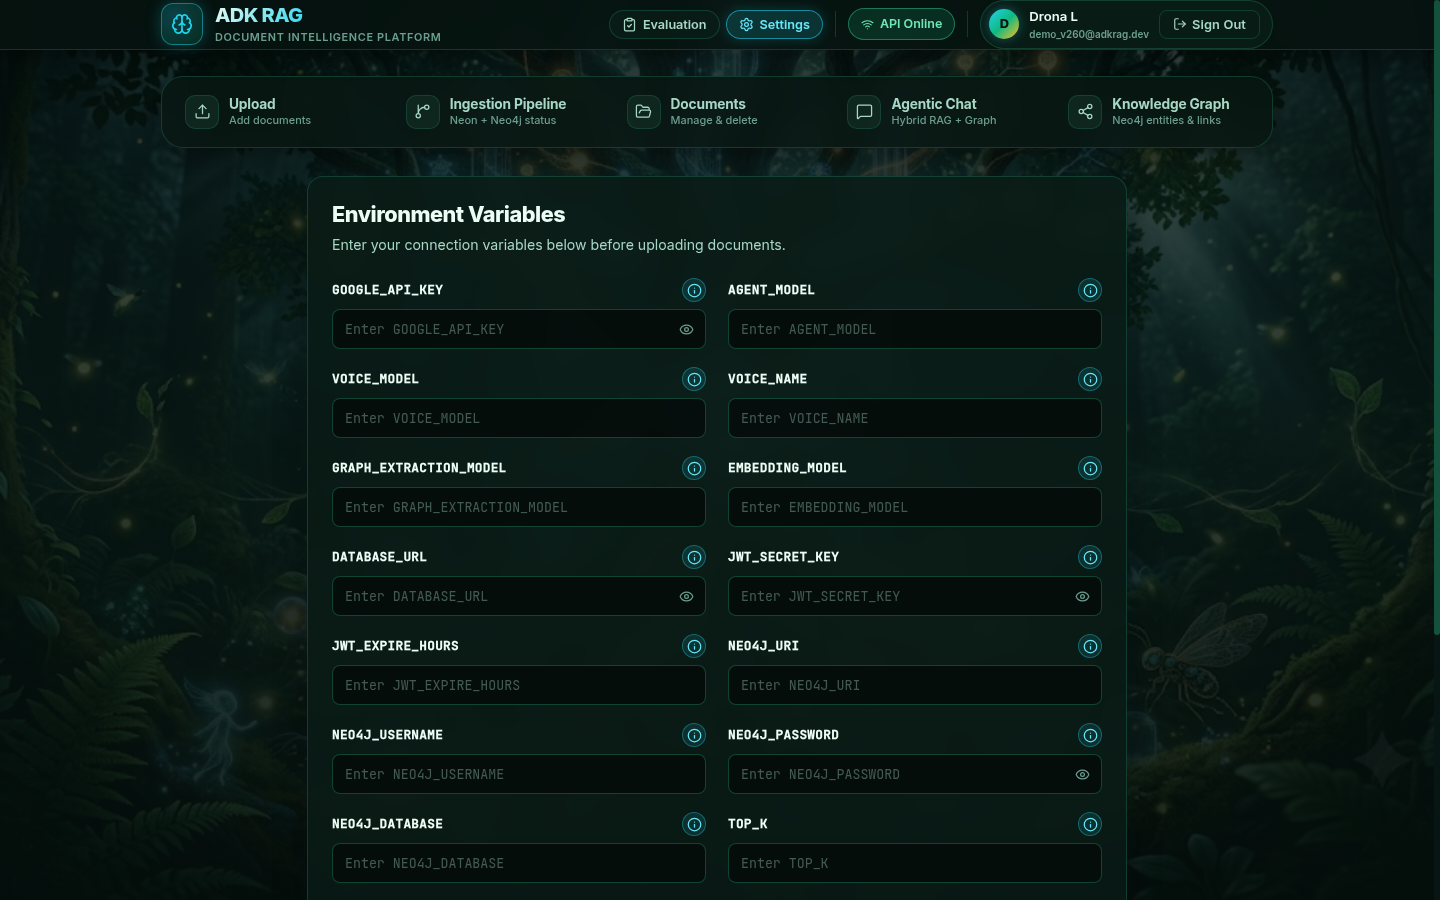 ADK RAG
DOCUMENT INTELLIGENCE PLATFORM
Evaluation
Settings
API Online
D
Drona L
demo_v260@adkrag.dev
Sign Out
Upload
Add documents
Ingestion Pipeline
Neon + Neo4j status
Documents
Manage & delete
Agentic Chat
Hybrid RAG + Graph
Knowledge Graph
Neo4j entities & links
Environment Variables
Enter your connection variables below before uploading documents.
GOOGLE_API_KEY
Enter GOOGLE_API_KEY
AGENT_MODEL
Enter AGENT_MODEL
VOICE_MODEL
Enter VOICE_MODEL
VOICE_NAME
Enter VOICE_NAME
GRAPH_EXTRACTION_MODEL
Enter GRAPH_EXTRACTION_MODEL
EMBEDDING_MODEL
Enter EMBEDDING_MODEL
DATABASE_URL
Enter DATABASE_URL
JWT_SECRET_KEY
Enter JWT_SECRET_KEY
JWT_EXPIRE_HOURS
Enter JWT_EXPIRE_HOURS
NEO4J_URI
Enter NEO4J_URI
NEO4J_USERNAME
Enter NEO4J_USERNAME
NEO4J_PASSWORD
Enter NEO4J_PASSWORD
NEO4J_DATABASE
Enter NEO4J_DATABASE
TOP_K
Enter TOP_K